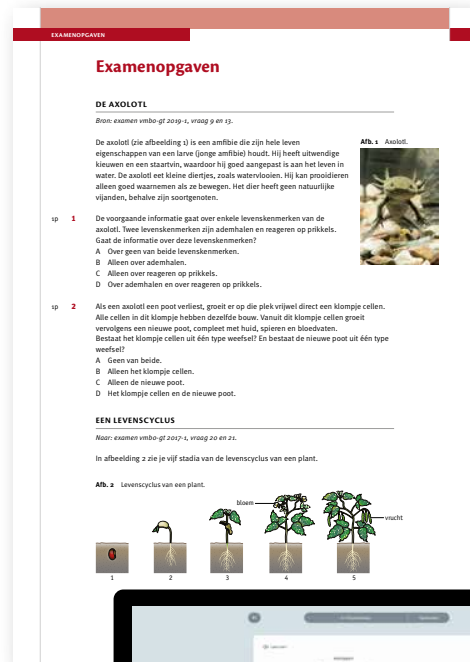 EXAMENOPGAVEN
Examenopgaven
DE AXOLOTL
Bron: examen vmbo-gt 2019-1, vraag 9 en 13.
De axolotl (zie afbeelding 1) is een amfibie die zijn hele leven
eigenschappen van een larve (jonge amfibie) houdt. Hij heeft uitwendige
kieuwen en een staartvin, waardoor hij goed aangepast is aan het leven in
water. De axolotl eet kleine diertjes, zoals watervlooien. Hij kan prooidieren
alleen goed waarnemen als ze bewegen. Het dier heeft geen natuurlijke
vijanden, behalve zijn soortgenoten.
Afb. 1 Axolotl.
1p 1 De voorgaande informatie gaat over enkele levenskenmerken van de
axolotl. Twee levenskenmerken zijn ademhalen en reageren op prikkels.
Gaat de informatie over deze levenskenmerken?
A Over geen van beide levenskenmerken.
B Alleen over ademhalen.
C Alleen over reageren op prikkels.
D Over ademhalen en over reageren op prikkels.
1p 2 Als een axolotl een poot verliest, groeit er op die plek vrijwel direct een klompje cellen.
Alle cellen in dit klompje hebben dezelfde bouw. Vanuit dit klompje cellen groeit
vervolgens een nieuwe poot, compleet met huid, spieren en bloedvaten.
Bestaat het klompje cellen uit één type weefsel? En bestaat de nieuwe poot uit één type
weefsel?
A Geen van beide.
B Alleen het klompje cellen.
C Alleen de nieuwe poot.
D Het klompje cellen en de nieuwe poot.
EEN LEVENSCYCLUS
Naar: examen vmbo-gt 2017-1, vraag 20 en 21.
In afbeelding 2 zie je vijf stadia van de levenscyclus van een plant.
Afb. 2 Levenscyclus van een plant.
bloem
vrucht
1 2 3 4 5